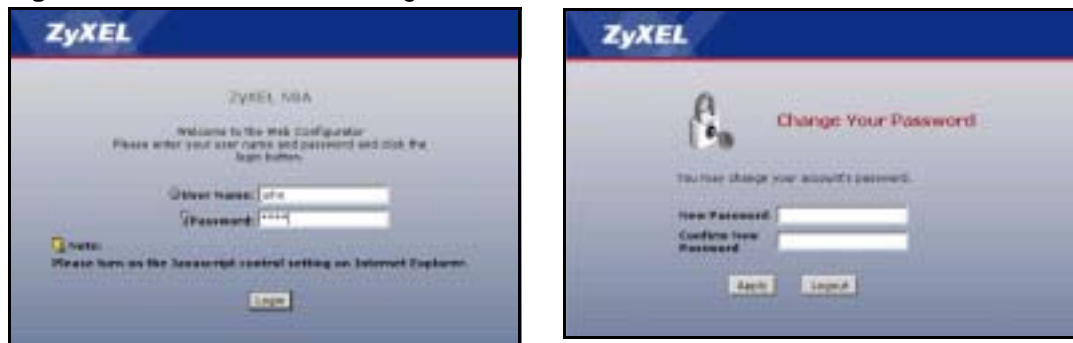 ZyXEL
ZyXEL NSA
Welcome to the Web Configurator
Please enter your user name and password and click the
login button.
User Name:
Password: ****
Note:
Please turn on the Javascript control setting on Internet Explorer.
Login
ZyXEL
Change Your Password
You may change your account's password.
New Password
Confirm New
Password
Apply
Logout